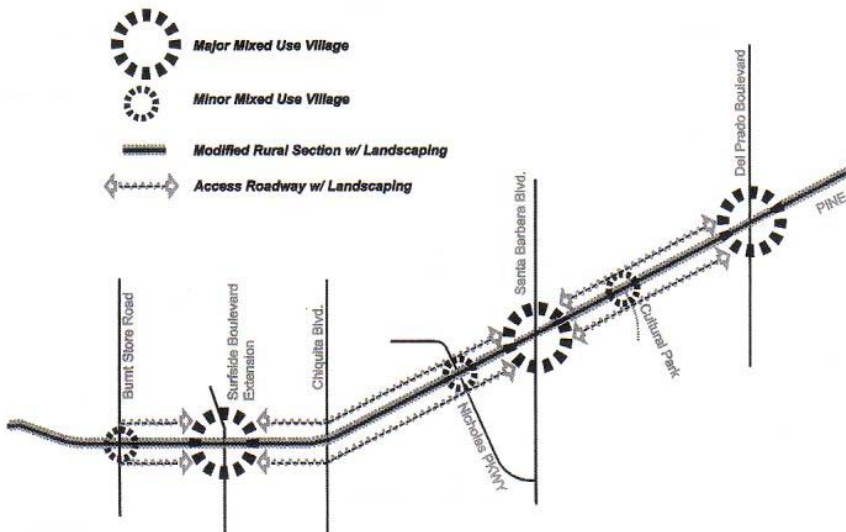 Major Mixed Use Village
Minor Mixed Use Village
Modified Rural Section w/ Landscaping
Access Roadway w/ Landscaping
Burnt Store Road
Surfside Boulevard
Extension
Chiquita Blvd.
Nicholas PKWY
Santa Barbara Blvd.
Cultural Park
Del Prado Boulevard
PINE